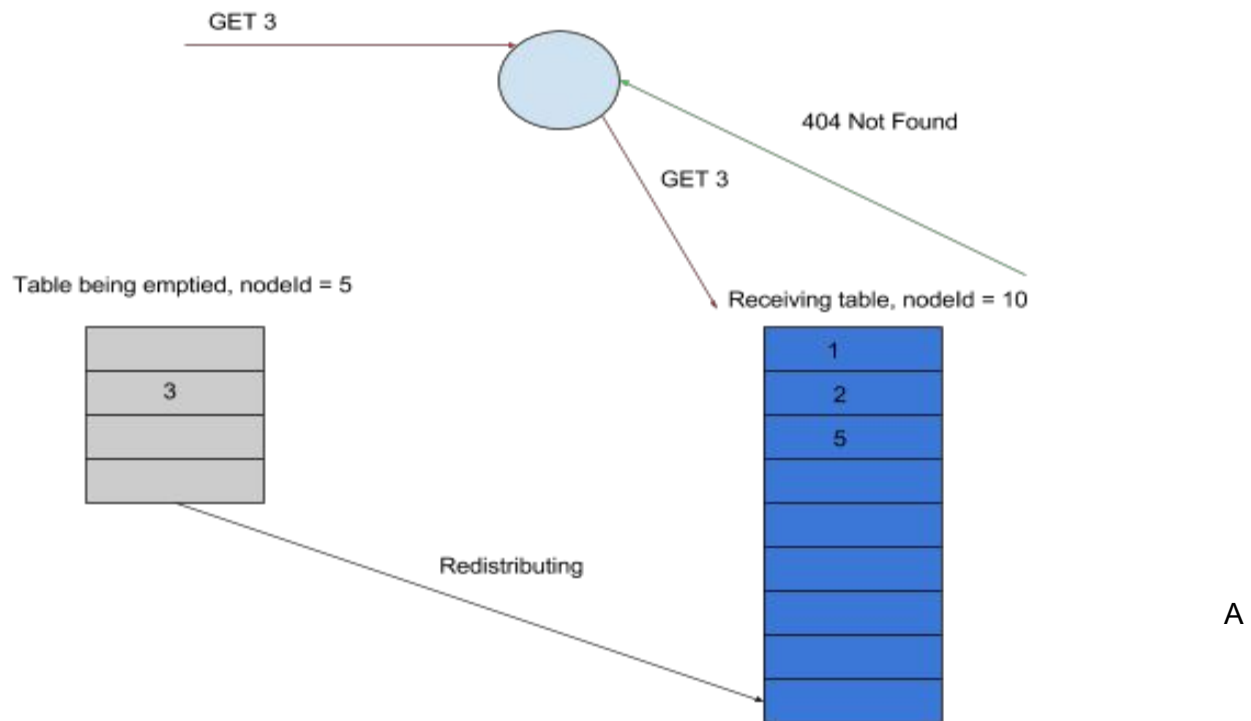 GET 3
404 Not Found
GET 3
Table being emptied, nodeId = 5
Receiving table, nodeId = 10
1
3
2
5
Redistributing
A